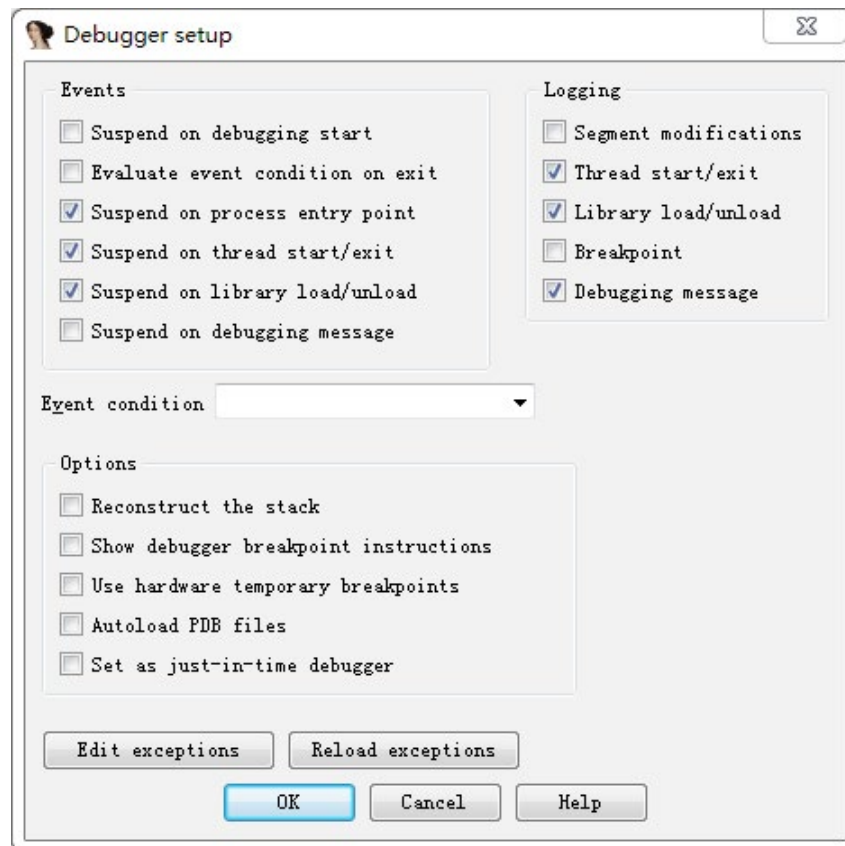 Debugger setup
Events
Suspend on debugging start
Evaluate event condition on exit
Suspend on process entry point
Suspend on thread start/exit
Suspend on library load/unload
Suspend on debugging message
Logging
Segment modifications
Thread start/exit
Library load/unload
Breakpoint
Debugging message
Event condition
Options
Reconstruct the stack
Show debugger breakpoint instructions
Use hardware temporary breakpoints
Autoload PDB files
Set as just-in-time debugger
Edit exceptions
Reload exceptions
OK
Cancel
Help